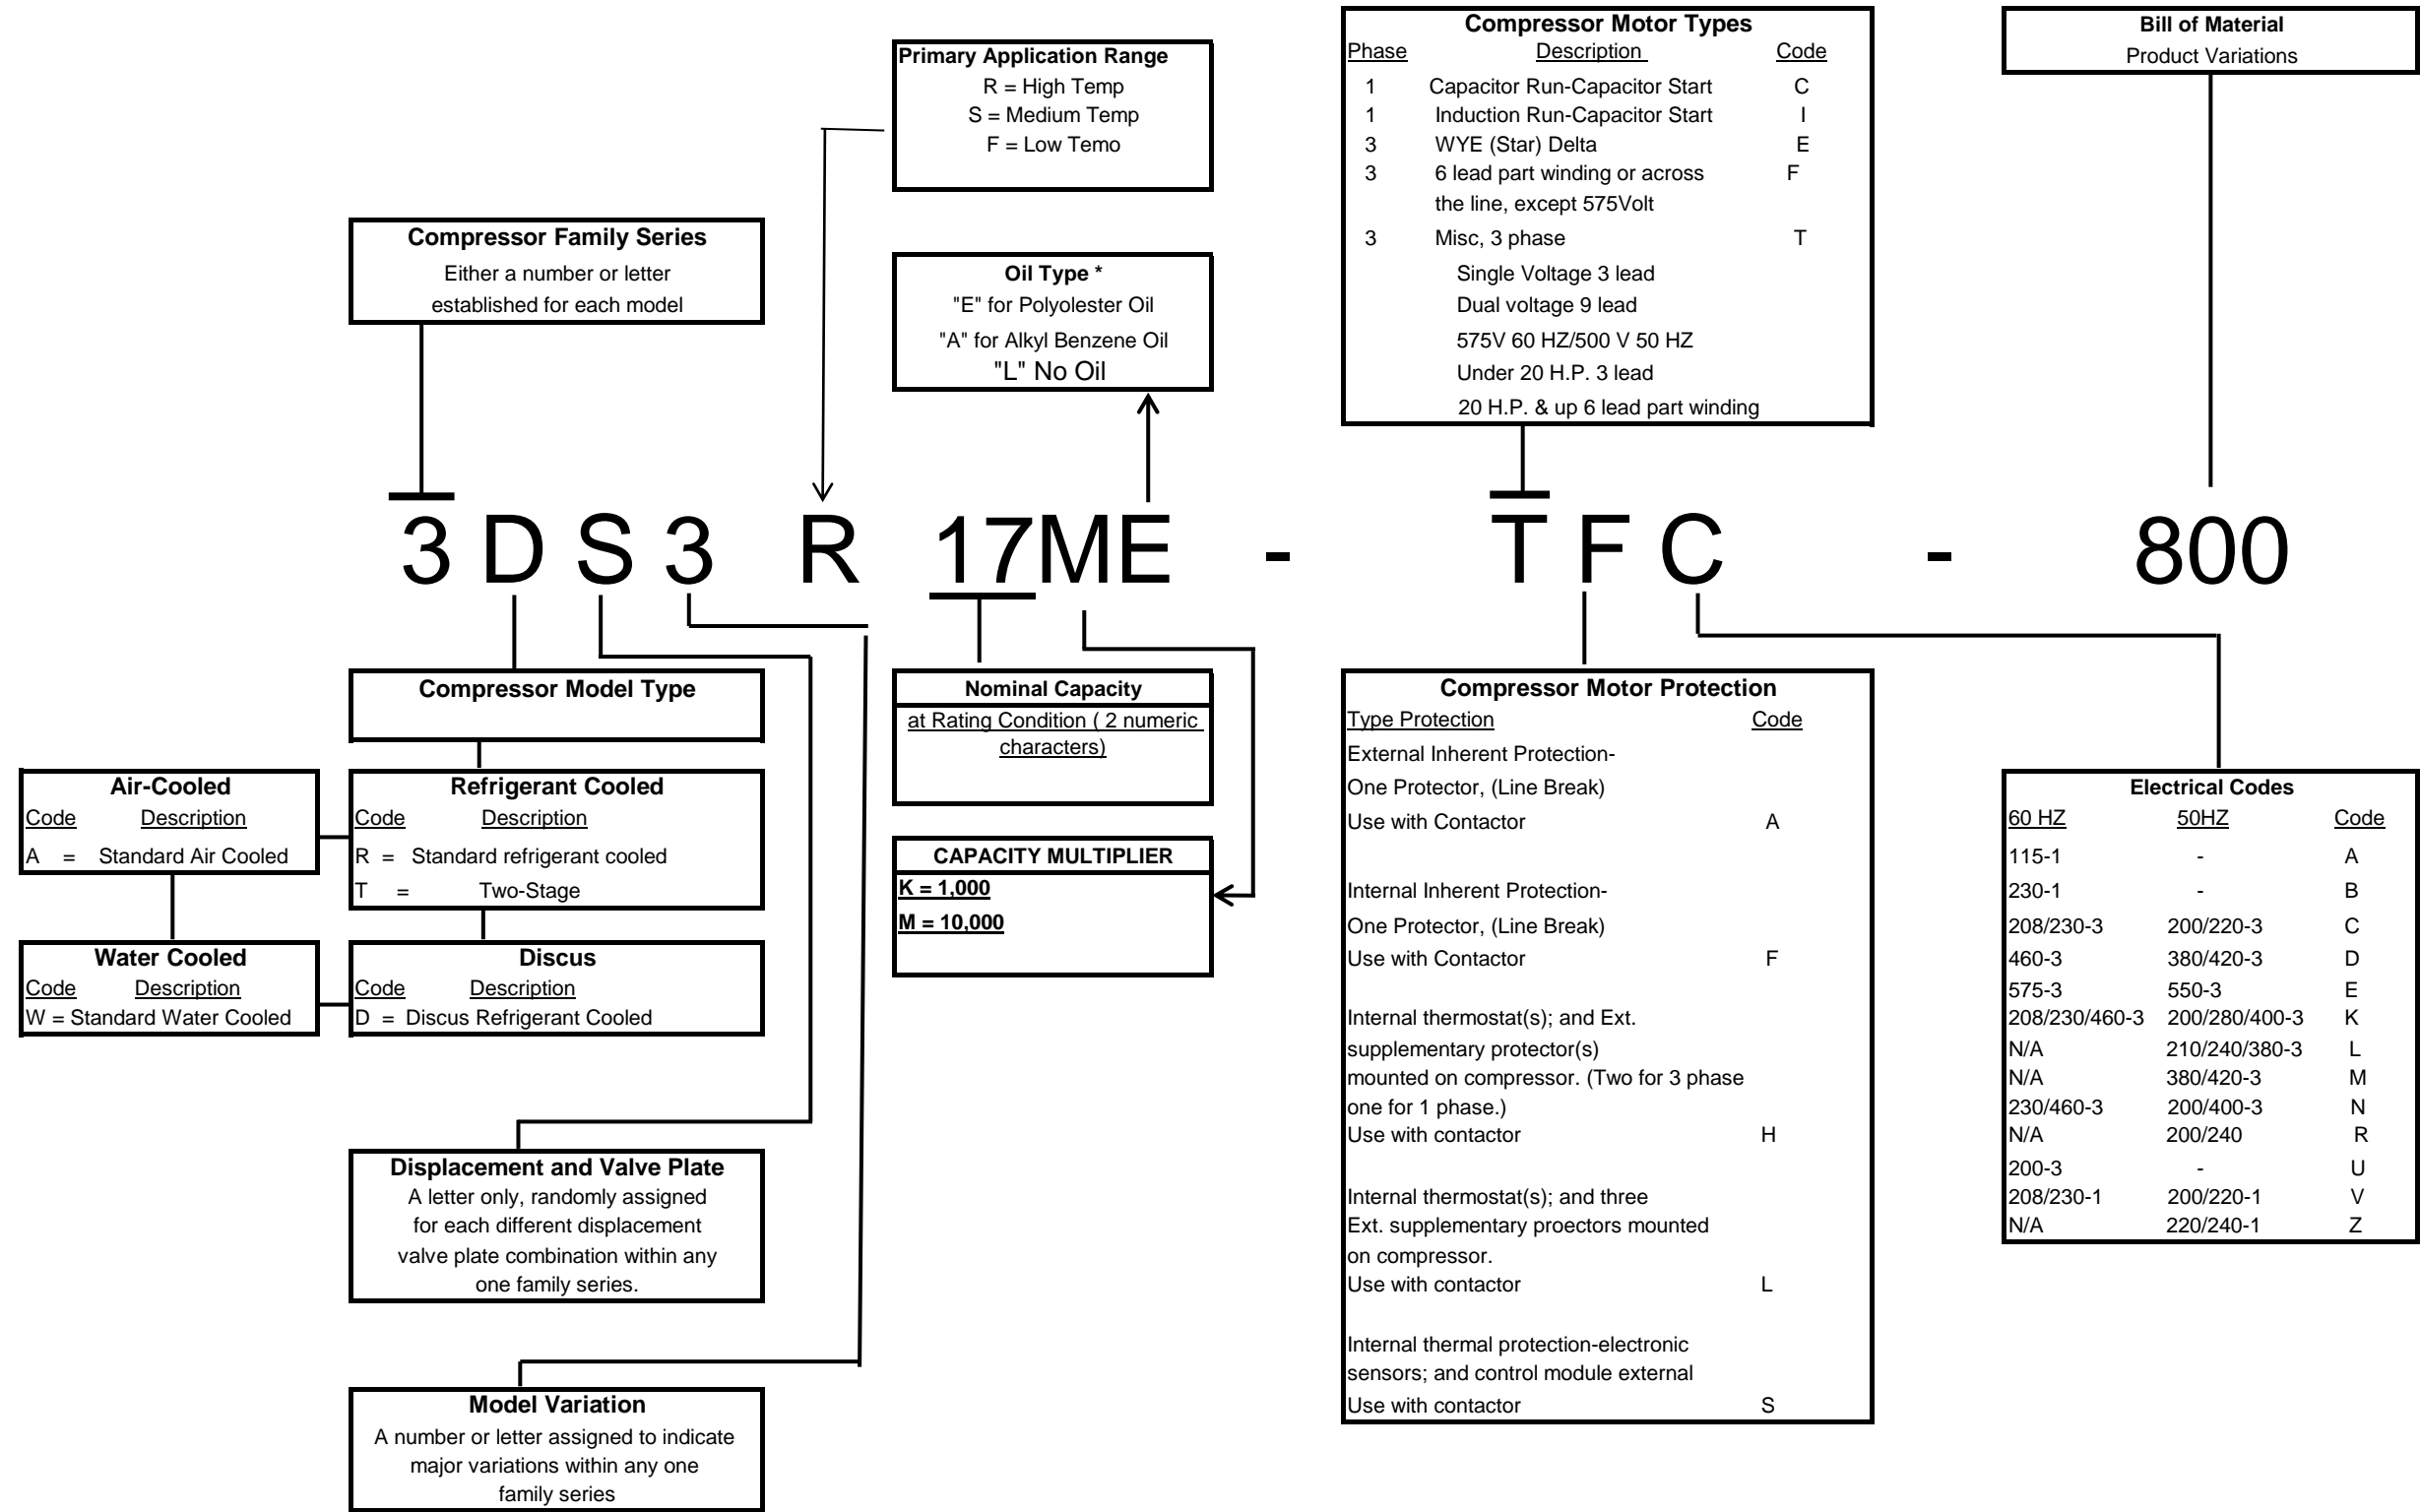 Compressor Motor Types
Phase Description Code
1 Capacitor Run-Capacitor Start C
1 Induction Run-Capacitor Start I
3 WYE (Star) Delta E
3 6 lead part winding or across F
the line, except 575Volt
3 Misc, 3 phase T
Single Voltage 3 lead
Dual voltage 9 lead
575V 60 HZ/500 V 50 HZ
Under 20 H.P. 3 lead
20 H.P. & up 6 lead part winding
Bill of Material
Product Variations
Primary Application Range
R = High Temp
S = Medium Temp
F = Low Temo
Compressor Family Series
Either a number or letter
established for each model
Oil Type *
"E" for Polyolester Oil
"A" for Alkyl Benzene Oil
"L" No Oil
3 D S 3 R 17ME - T F C - 800
Compressor Model Type
Air-Cooled
Code Description
A = Standard Air Cooled
Refrigerant Cooled
Code Description
R = Standard refrigerant cooled
T = Two-Stage
Water Cooled
Code Description
W = Standard Water Cooled
Discus
Code Description
D = Discus Refrigerant Cooled
Displacement and Valve Plate
A letter only, randomly assigned
for each different displacement
valve plate combination within any
one family series.
Model Variation
A number or letter assigned to indicate
major variations within any one
family series
Nominal Capacity
at Rating Condition ( 2 numeric
characters)
CAPACITY MULTIPLIER
K = 1,000
M = 10,000
Compressor Motor Protection
Type Protection Code
External Inherent Protection-
One Protector, (Line Break)
Use with Contactor A
Internal Inherent Protection-
One Protector, (Line Break)
Use with Contactor F
Internal thermostat(s); and Ext.
supplementary protector(s)
mounted on compressor. (Two for 3 phase
one for 1 phase.)
Use with contactor H
Internal thermostat(s); and three
Ext. supplementary proectors mounted
on compressor.
Use with contactor L
Internal thermal protection-electronic
sensors; and control module external
Use with contactor S
Electrical Codes
60 HZ 50HZ Code
115-1 - A
230-1 - B
208/230-3 200/220-3 C
460-3 380/420-3 D
575-3 550-3 E
208/230/460-3 200/280/400-3 K
N/A 210/240/380-3 L
N/A 380/420-3 M
230/460-3 200/400-3 N
N/A 200/240 R
200-3 - U
208/230-1 200/220-1 V
N/A 220/240-1 Z